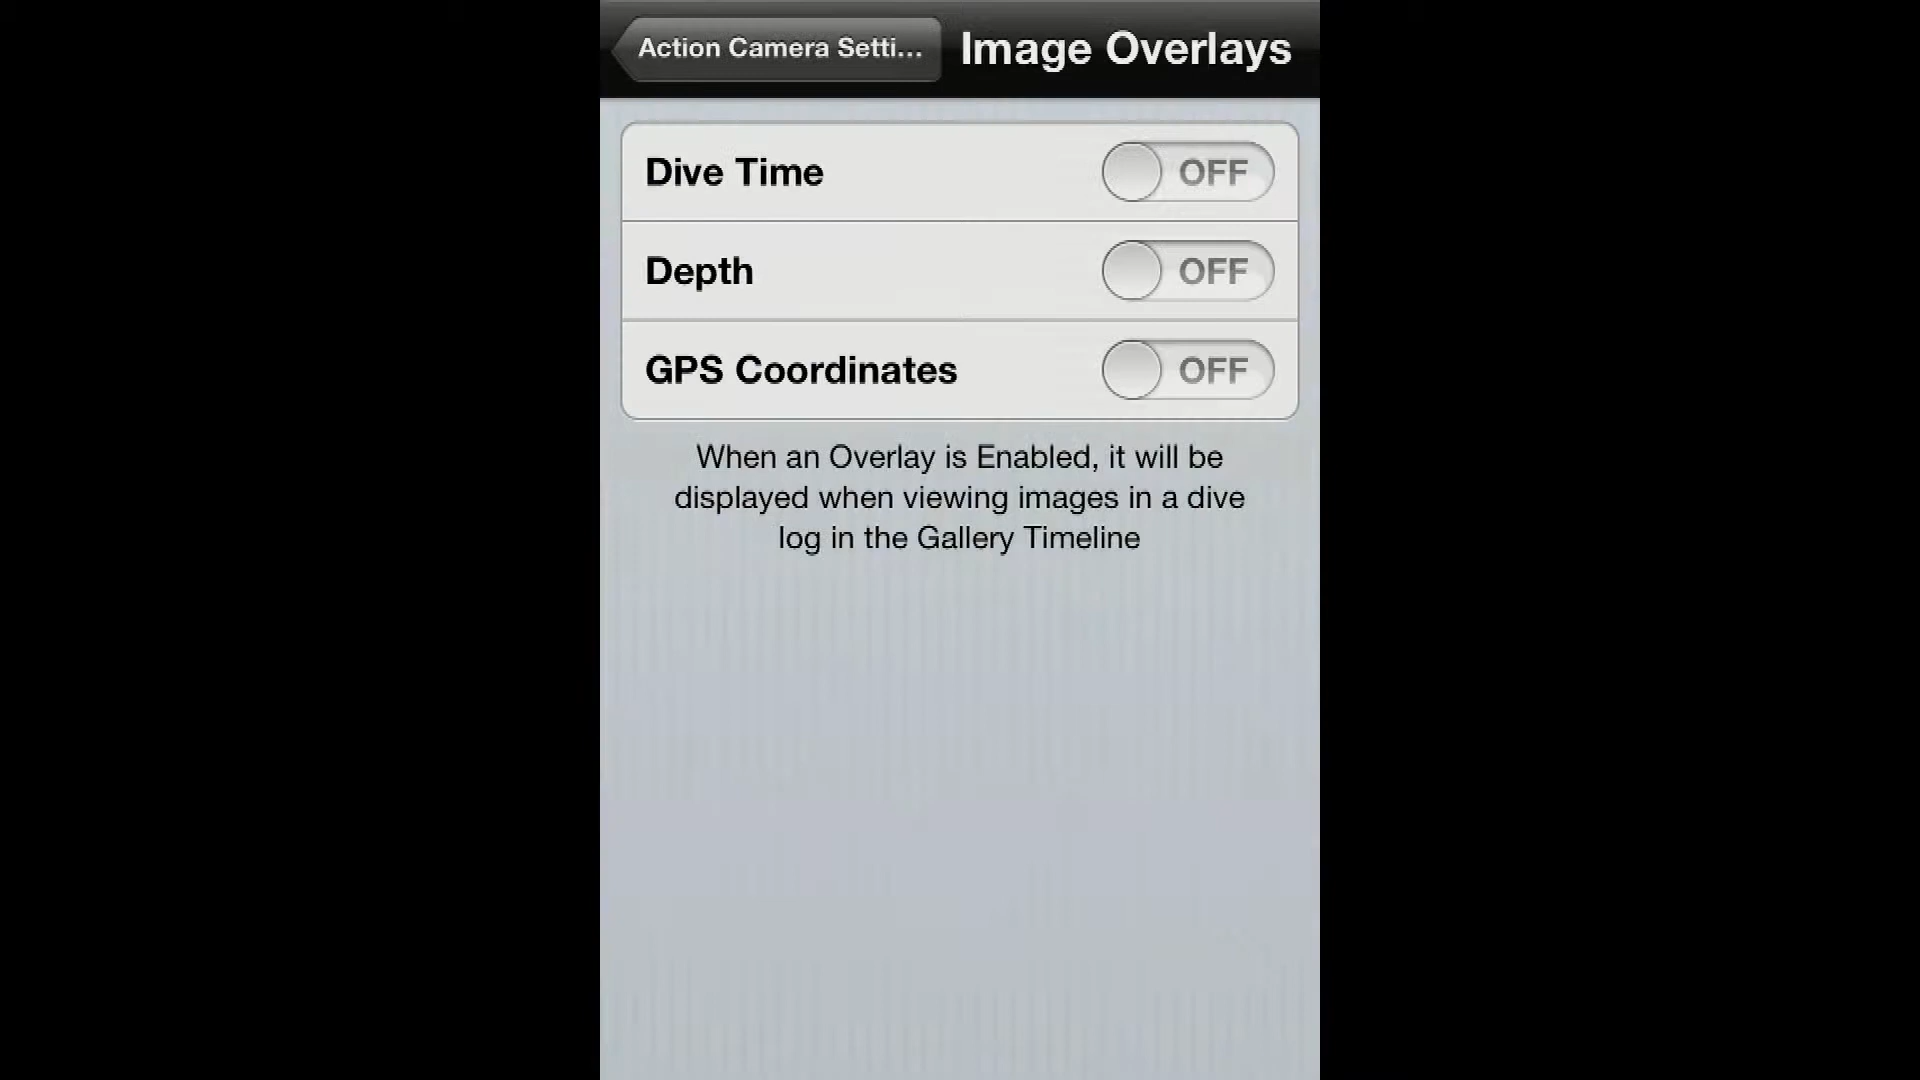 Action Camera Setti...
Image Overlays
Dive Time OFF
Depth OFF
GPS Coordinates OFF
When an Overlay is Enabled, it will be
displayed when viewing images in a dive
log in the Gallery Timeline